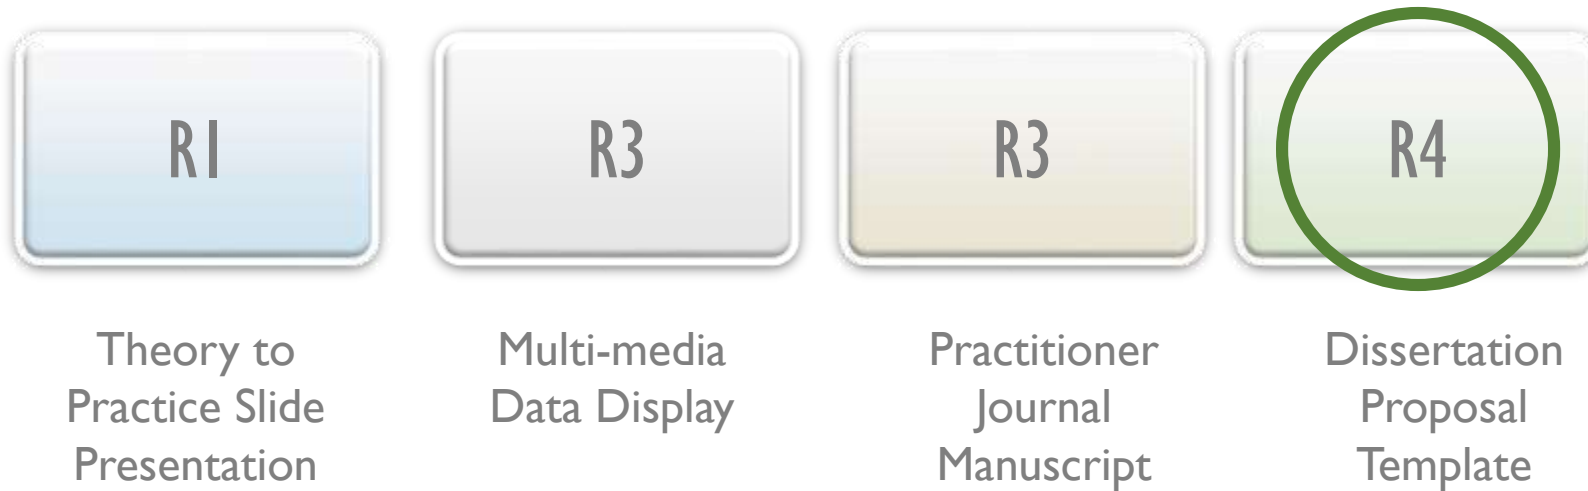 R1
R3
R3
R4
Theory to
Practice Slide
Presentation
Multi-media
Data Display
Practitioner
Journal
Manuscript
Dissertation
Proposal
Template